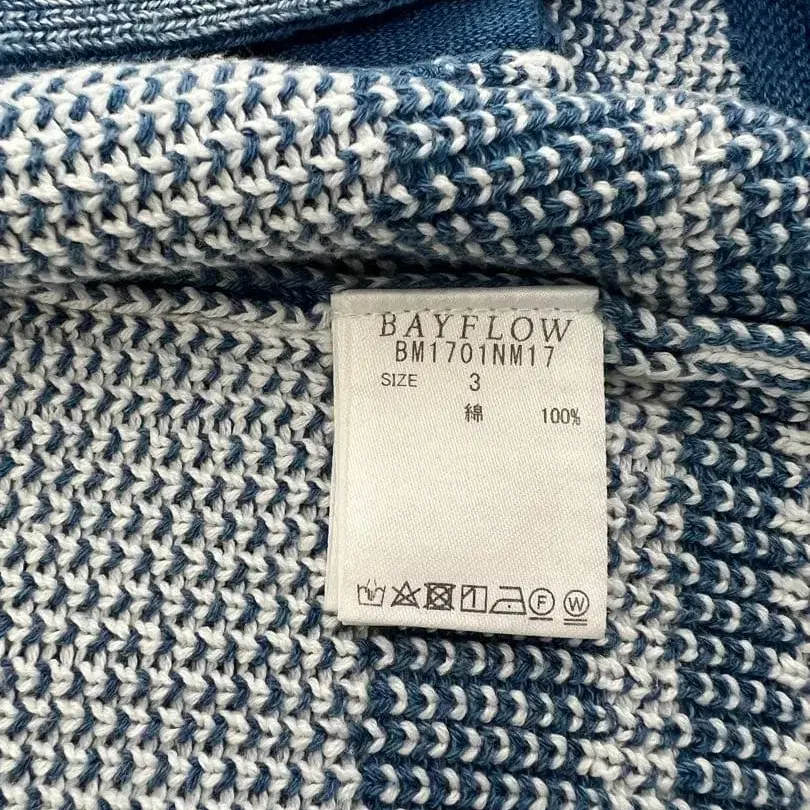 BAYFLOW
BM1701NM17
SIZE 3
綿 100%
F W